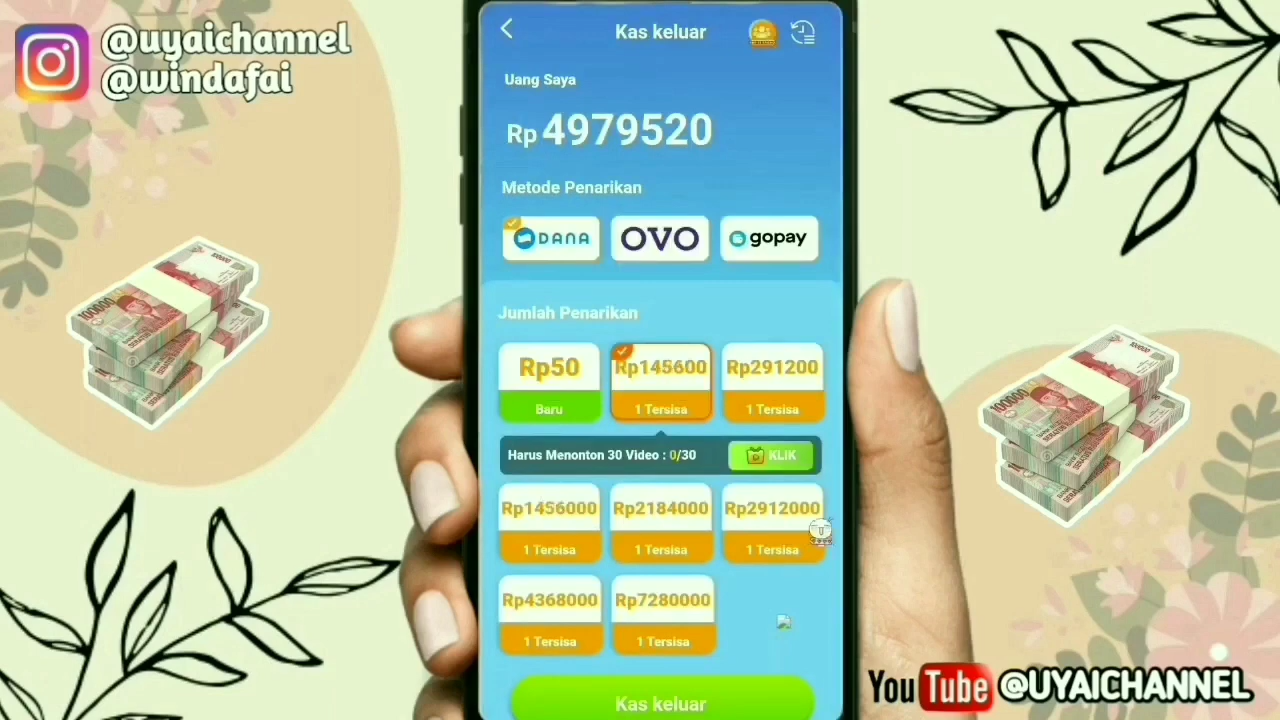 @uyaichannel
@windafai
Kas keluar
Uang Saya
Rp 4979520
Metode Penarikan
DANA OVO gopay
Jumlah Penarikan
Rp50 Rp145600 Rp291200
Baru 1 Tersisa 1 Tersisa
Harus Menonton 30 Video : 0/30 KLIK
Rp1456000 Rp2184000 Rp2912000
1 Tersisa 1 Tersisa 1 Tersisa
Rp4368000 Rp7280000
1 Tersisa 1 Tersisa
Kas keluar
100000
100000
YouTube @UYAICHANNEL